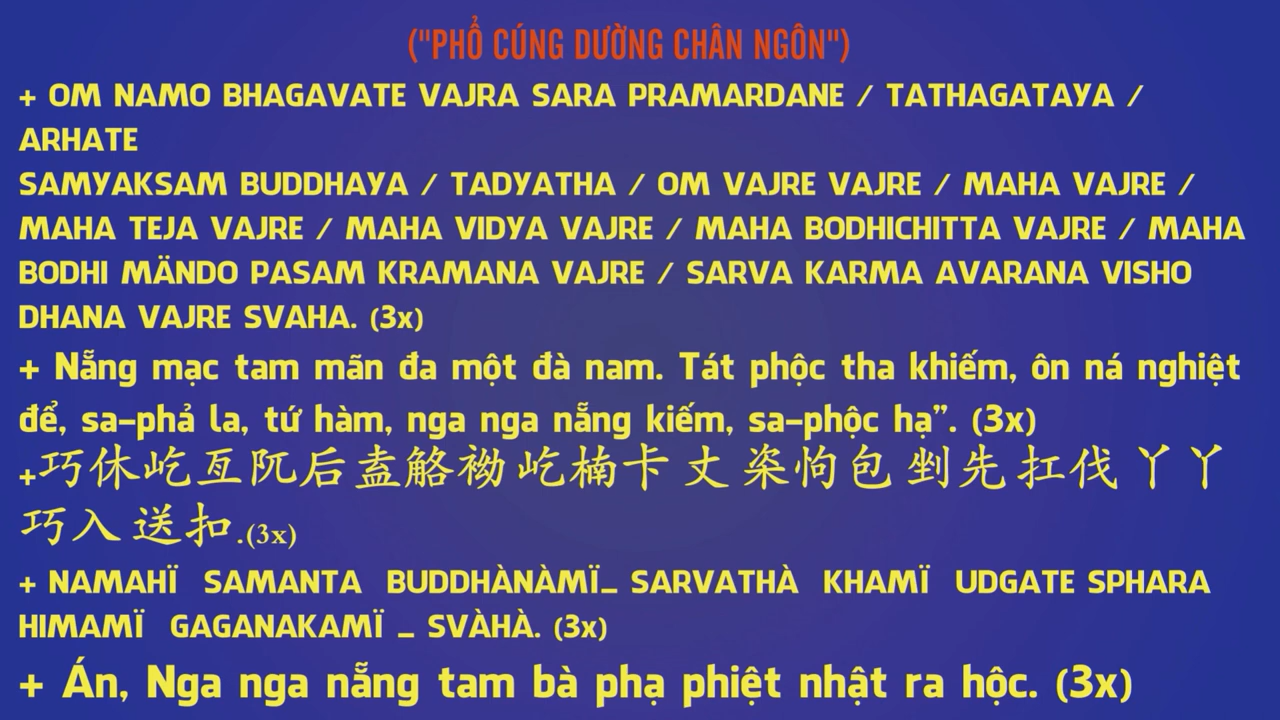 ("PHỔ CÚNG DƯỜNG CHÂN NGÔN")
+ OM NAMO BHAGAVATE VAJRA SARA PRAMARDANE / TATHAGATAYA /
ARHATE
SAMYAKSAM BUDDHAYA / TADYATHA / OM VAJRE VAJRE / MAHA VAJRE /
MAHA TEJA VAJRE / MAHA VIDYA VAJRE / MAHA BODHICHITTA VAJRE / MAHA
BODHI MÄNDO PASAM KRAMANA VAJRE / SARVA KARMA AVARANA VISHO
DHANA VAJRE SVAHA. (3x)
+ Nẵng mạc tam mãn đa một đà nam. Tát phộc tha khiếm, ôn ná nghiệt
để, sa-phả la, tứ hàm, nga nga nẵng kiếm, sa-phộc hạ”. (3x)
+巧休屹亙阢后盍觡袎屹楠卡丈 栥怐包 剉先 扛伐 丫丫
巧入 送扣.(3x)
+ NAMAHÏ SAMANTA BUDDHÀNÀMÏ_ SARVATHÀ KHAMÏ UDGATE SPHARA
HIMAMÏ GAGANAKAMÏ _ SVÀHÀ. (3x)
+ Án, Nga nga nẵng tam bà phạ phiệt nhật ra hộc. (3x)